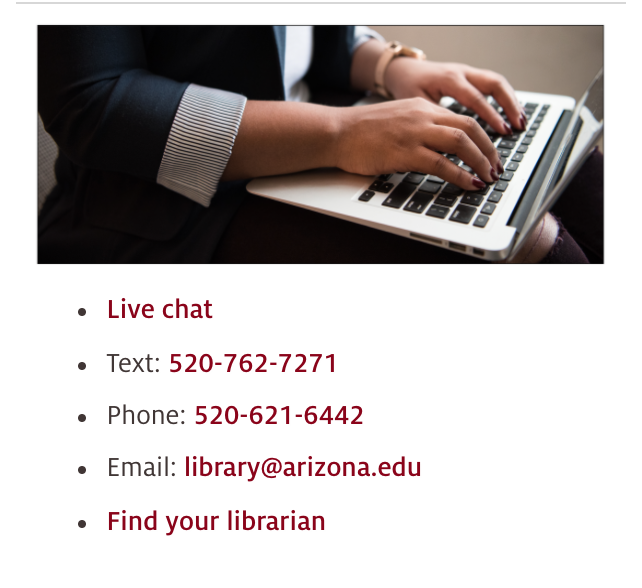 Live chat
Text: 520-762-7271
Phone: 520-621-6442
Email: library@arizona.edu
Find your librarian